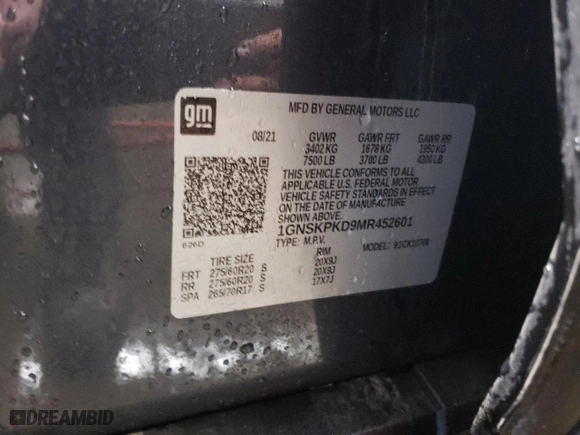 gm
MFD BY GENERAL MOTORS LLC
08/21 GVWR GAWR FRT GAWR RR
3402 KG 1678 KG 1950 KG
7500 LB 3700 LB 4300 LB
THIS VEHICLE CONFORMS TO ALL
APPLICABLE U.S. FEDERAL MOTOR
VEHICLE SAFETY STANDARDS IN EFFECT
ON THE DATE OF MANUFACTURE
SHOWN ABOVE.
1GNSKPKD9MR452601
TYPE: M.P.V. MODEL: 91CK10706
626D
TIRE SIZE RIM
FRT 275/60R20 S 20X9J
RR 275/60R20 S 20X9J
SPA 265/70R17 S 17X7J
DREAMBID